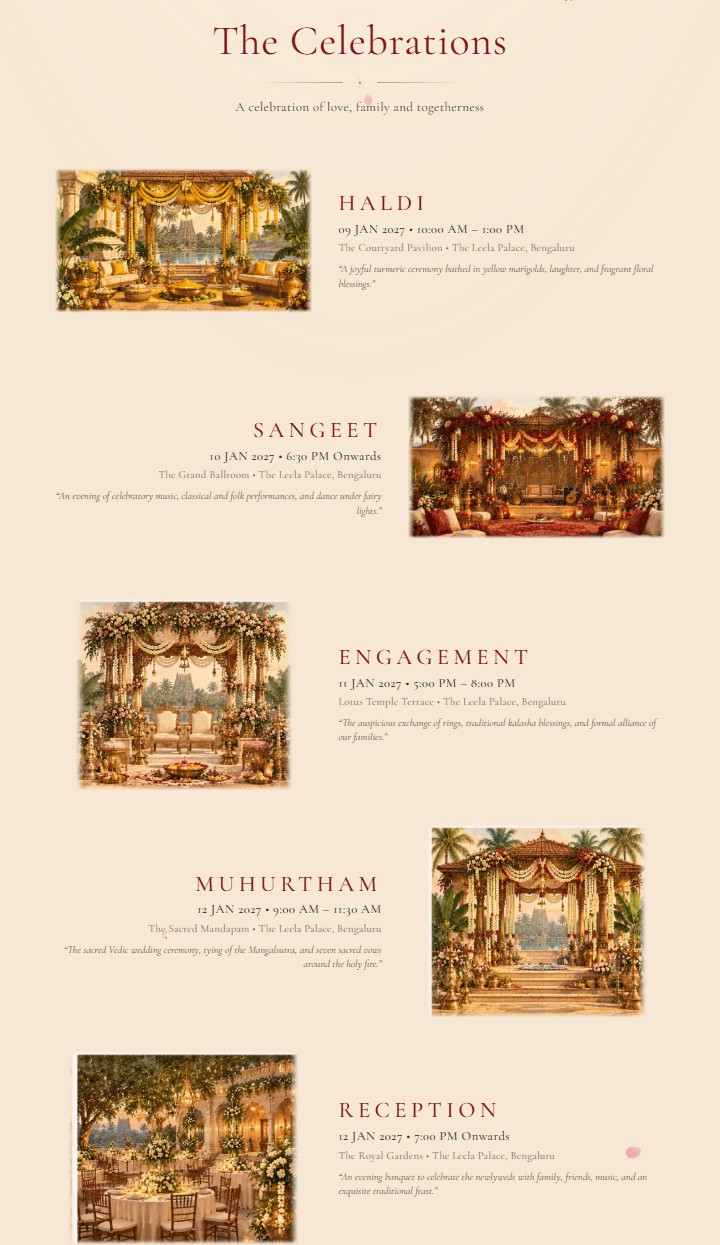 The Celebrations
A celebration of love, family and togetherness
HALDI
09 JAN 2027 • 10:00 AM – 1:00 PM
The Courtyard Pavilion • The Leela Palace, Bengaluru
“A joyful turmeric ceremony bathed in yellow marigolds, laughter, and fragrant floral
blessings.”
SANGEET
10 JAN 2027 • 6:30 PM Onwards
The Grand Ballroom • The Leela Palace, Bengaluru
“An evening of celebratory music, classical and folk performances, and dance under fairy
lights.”
ENGAGEMENT
11 JAN 2027 • 5:00 PM – 8:00 PM
Lotus Temple Terrace • The Leela Palace, Bengaluru
“The auspicious exchange of rings, traditional kalasha blessings, and formal alliance of
our families.”
MUHURTHAM
12 JAN 2027 • 9:00 AM – 11:30 AM
The Sacred Mandapam • The Leela Palace, Bengaluru
“The sacred Vedic wedding ceremony, tying of the Mangalsutra, and seven sacred vows
around the holy fire.”
RECEPTION
12 JAN 2027 • 7:00 PM Onwards
The Royal Gardens • The Leela Palace, Bengaluru
“An evening banquet to celebrate the newlyweds with family, friends, music, and an
exquisite traditional feast.”